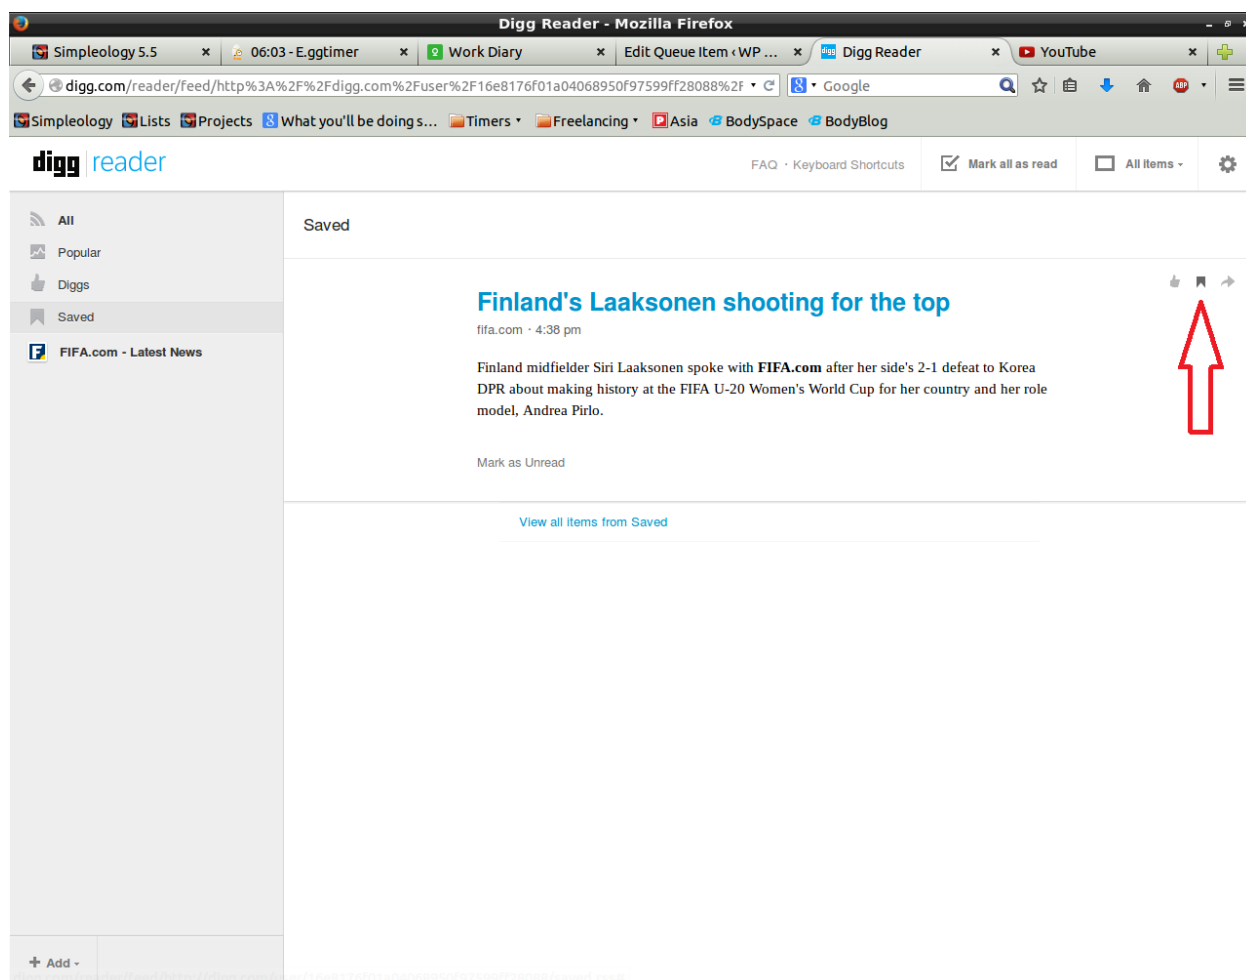 Digg Reader - Mozilla Firefox
Simpleology 5.5 06:03 - E.ggtimer Work Diary Edit Queue Item ‹ WP ... Digg Reader YouTube
digg.com/reader/feed/http%3A%2F%2Fdigg.com%2Fuser%2F16e8176f01a04068950f97599ff28088%2F Google ABP
Simpleology Lists Projects What you'll be doing s... Timers Freelancing Asia BodySpace BodyBlog
digg reader FAQ · Keyboard Shortcuts Mark all as read All items
All
Popular
Diggs
Saved
FIFA.com - Latest News
Saved
Finland's Laaksonen shooting for the top
fifa.com · 4:38 pm
Finland midfielder Siri Laaksonen spoke with FIFA.com after her side's 2-1 defeat to Korea
DPR about making history at the FIFA U-20 Women's World Cup for her country and her role
model, Andrea Pirlo.
Mark as Unread
View all items from Saved
+ Add